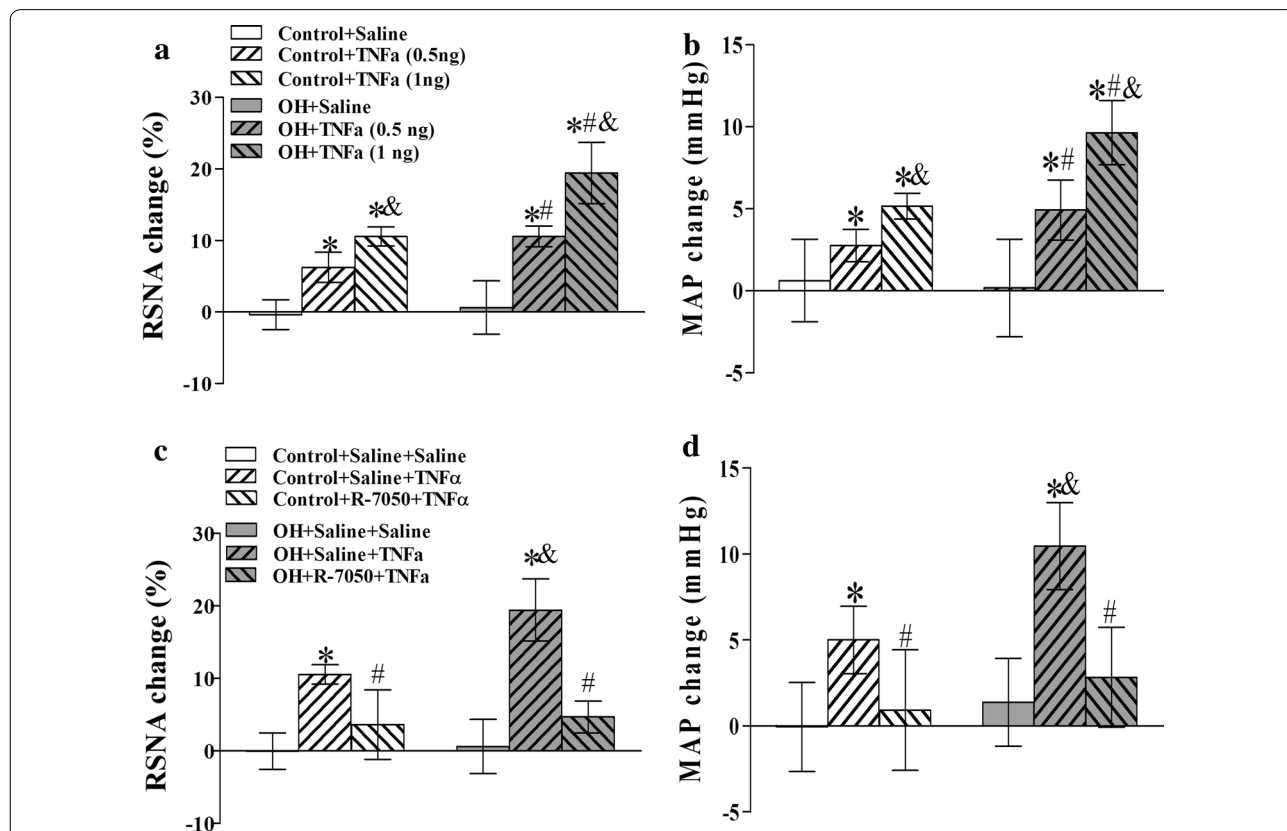 a
Control+Saline
Control+TNFa (0.5ng)
Control+TNFa (1ng)
OH+Saline
OH+TNFa (0.5 ng)
OH+TNFa (1 ng)
RSNA change (%)
30
20
10
0
-10
*
*&
*#
*#&
b
MAP change (mmHg)
15
10
5
0
-5
*
*&
*#
*#&
c
Control+Saline+Saline
Control+Saline+TNFα
Control+R-7050+TNFα
OH+Saline+Saline
OH+Saline+TNFa
OH+R-7050+TNFa
RSNA change (%)
30
20
10
0
-10
*
#
*&
#
d
MAP change (mmHg)
15
10
5
0
-5
*
#
*&
#